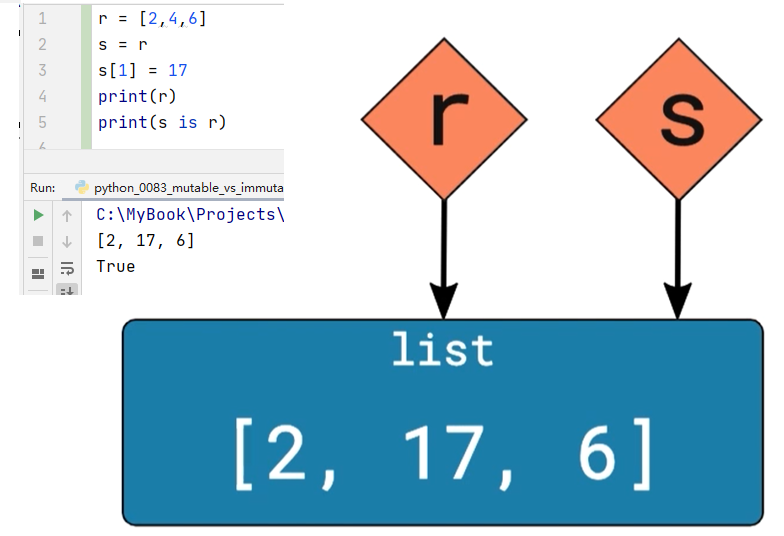 1 r = [2,4,6]
2 s = r
3 s[1] = 17
4 print(r)
5 print(s is r)
6
Run: python_0083_mutable_vs_immuta
C:\MyBook\Projects\
[2, 17, 6]
True
r s
list
[2, 17, 6]